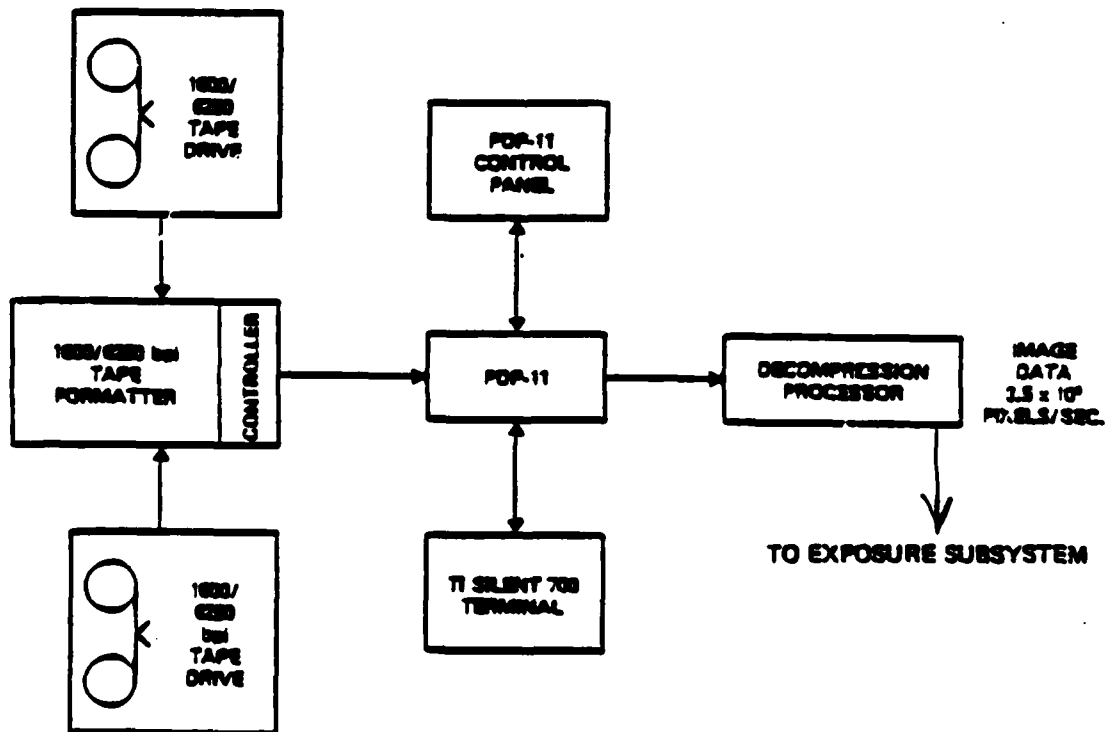 1600/
6250
TAPE
DRIVE
PDP-11
CONTROL
PANEL
1600/6250 bpi
TAPE
FORMATTER
CONTROLLER
PDP-11
DECOMPRESSION
PROCESSOR
IMAGE
DATA
PIXELS/SEC.
TO EXPOSURE SUBSYSTEM
1600/
6250
bpi
TAPE
DRIVE
TI SILENT 700
TERMINAL